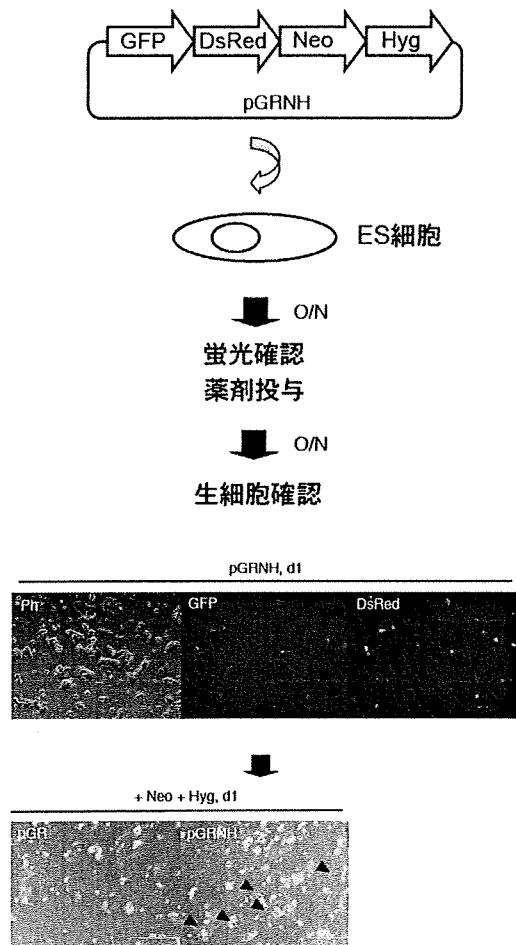 GFP DsRed Neo Hyg
pGRNH
ES細胞
O/N
蛍光確認
薬剤投与
O/N
生細胞確認
pGRNH, d1
Ph GFP DsRed
+ Neo + Hyg, d1
pGR pGRNH